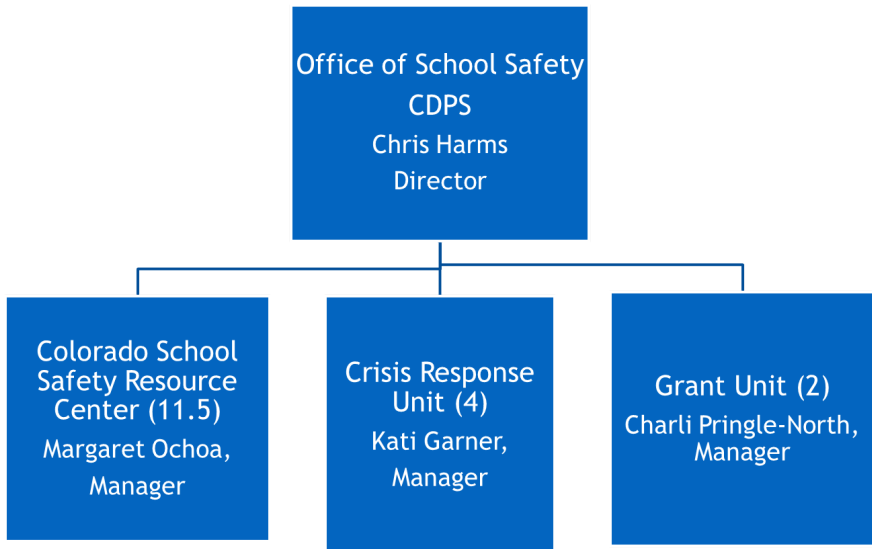 Office of School Safety
CDPS
Chris Harms
Director
Colorado School
Safety Resource
Center (11.5)
Margaret Ochoa,
Manager
Crisis Response
Unit (4)
Kati Garner,
Manager
Grant Unit (2)
Charli Pringle-North,
Manager